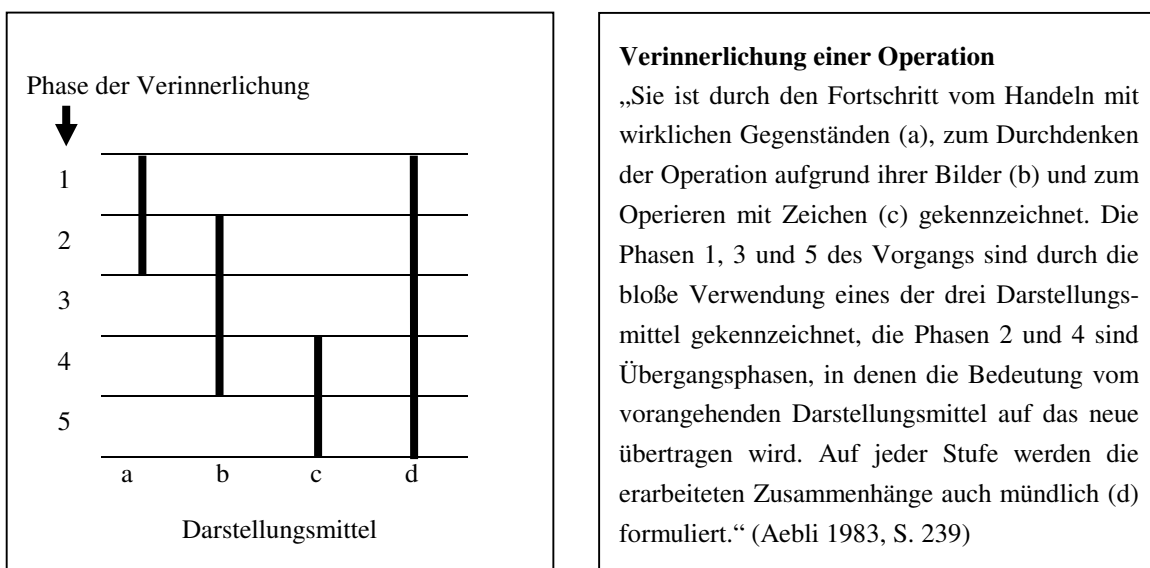 Phase der Verinnerlichung
1
2
3
4
5
a b c d
Darstellungsmittel
Verinnerlichung einer Operation
„Sie ist durch den Fortschritt vom Handeln mit
wirklichen Gegenständen (a), zum Durchdenken
der Operation aufgrund ihrer Bilder (b) und zum
Operieren mit Zeichen (c) gekennzeichnet. Die
Phasen 1, 3 und 5 des Vorgangs sind durch die
bloße Verwendung eines der drei Darstellungs-
mittel gekennzeichnet, die Phasen 2 und 4 sind
Übergangsphasen, in denen die Bedeutung vom
vorangehenden Darstellungsmittel auf das neue
übertragen wird. Auf jeder Stufe werden die
erarbeiteten Zusammenhänge auch mündlich (d)
formuliert.“ (Aebli 1983, S. 239)